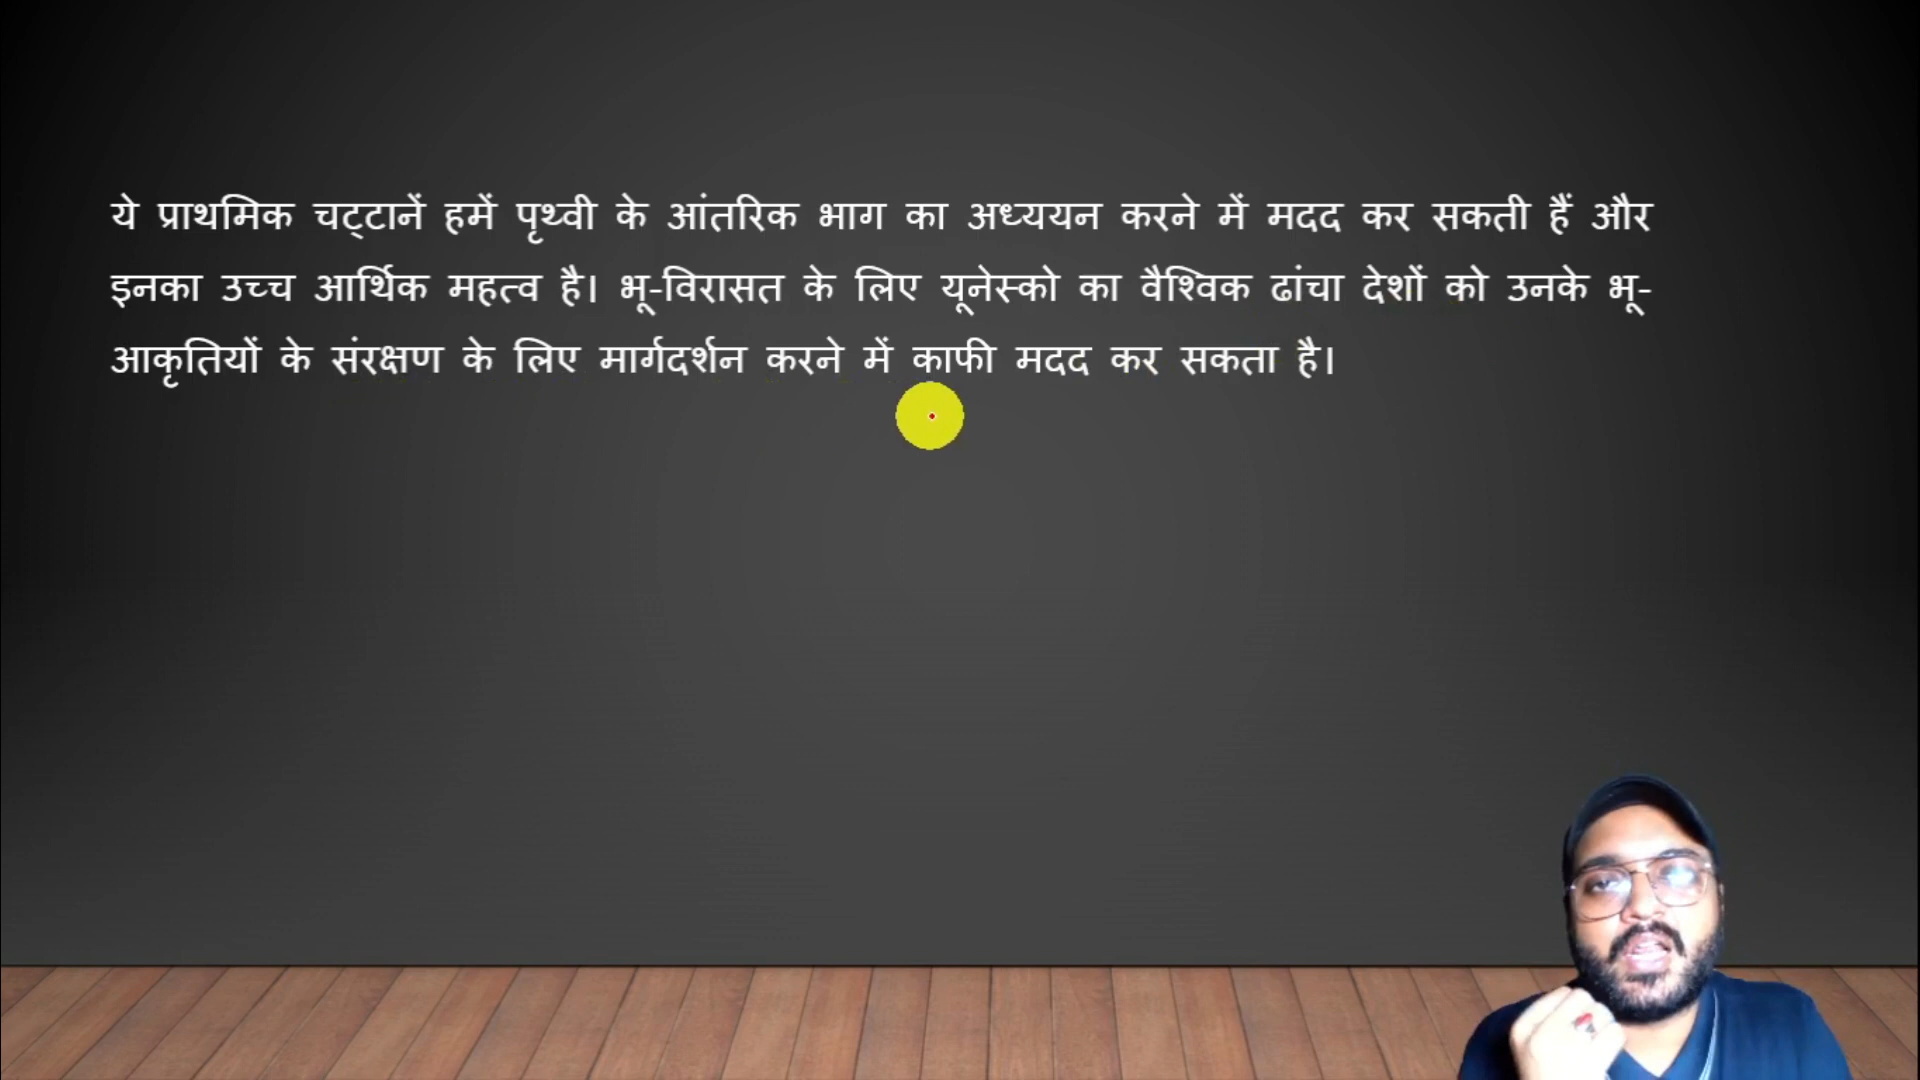 ये प्राथमिक चट्टानें हमें पृथ्वी के आंतरिक भाग का अध्ययन करने में मदद कर सकती हैं और
इनका उच्च आर्थिक महत्व है। भू-विरासत के लिए यूनेस्को का वैश्विक ढांचा देशों को उनके भू-
आकृतियों के संरक्षण के लिए मार्गदर्शन करने में काफी मदद कर सकता है।